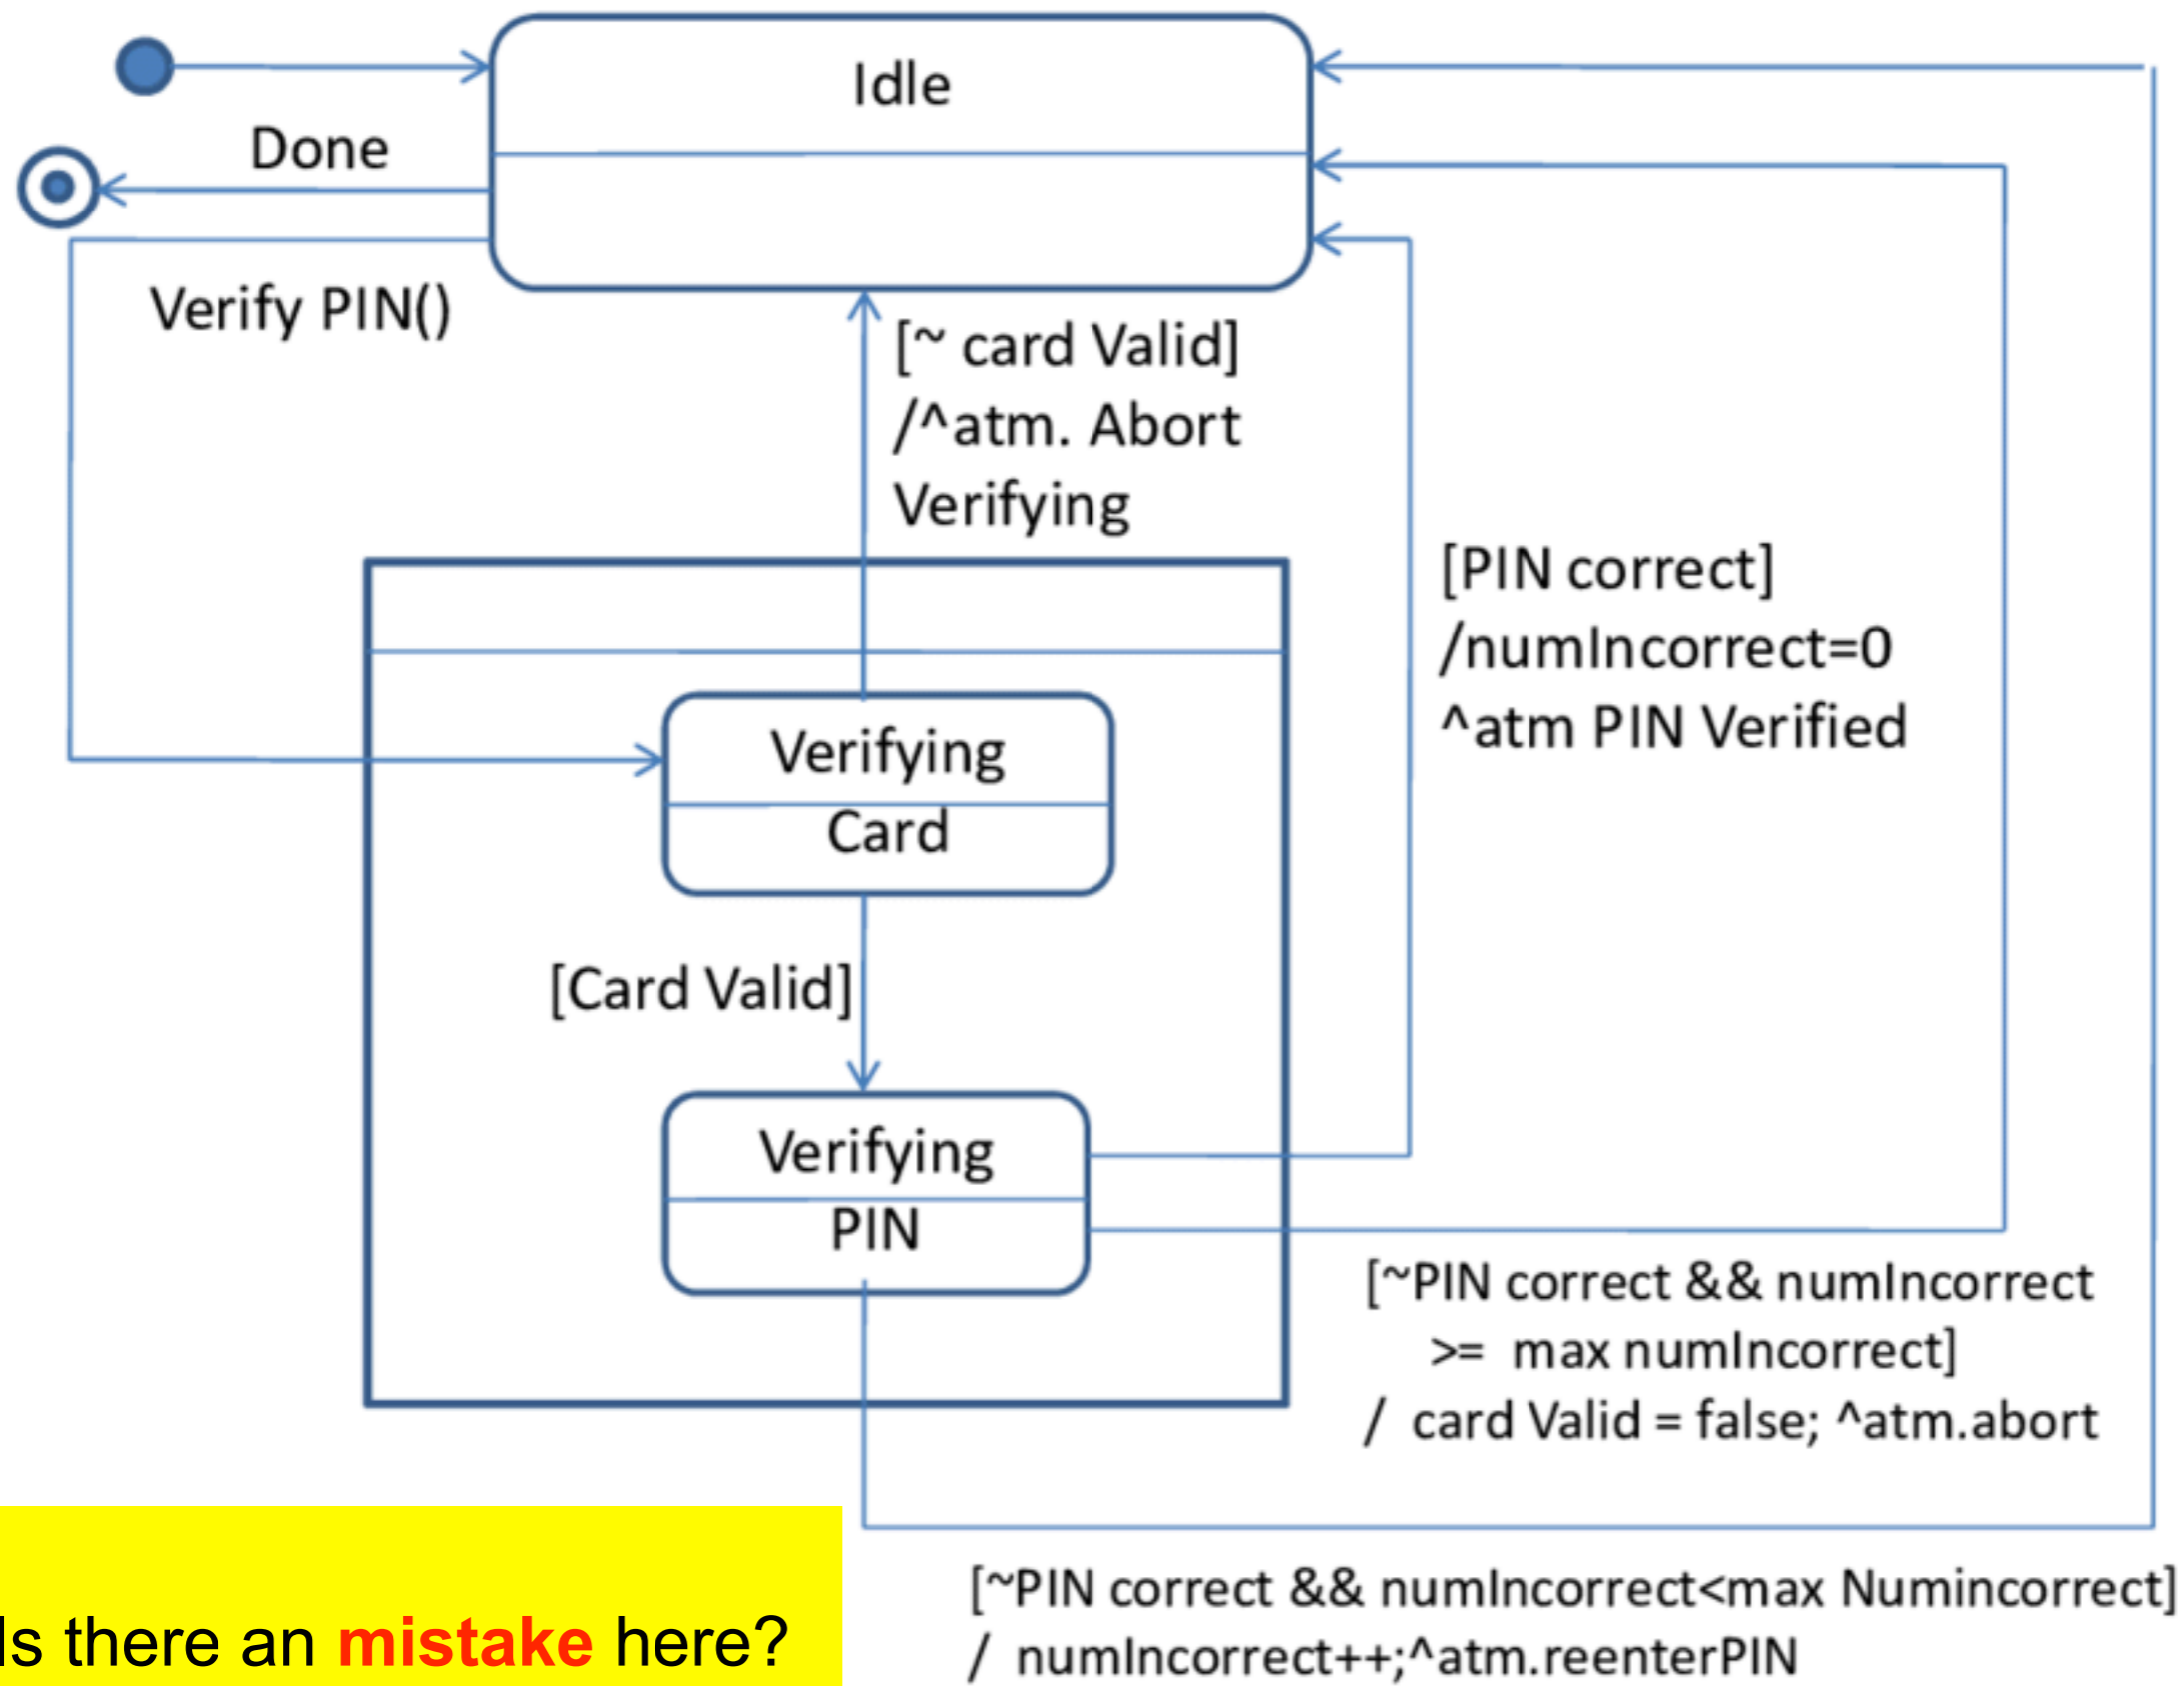 Idle
Done
Verify PIN()
[~ card Valid]
/^atm. Abort
Verifying
[PIN correct]
/numIncorrect=0
^atm PIN Verified
Verifying
Card
[Card Valid]
Verifying
PIN
[~PIN correct && numIncorrect
>= max numIncorrect]
/ card Valid = false; ^atm.abort
[~PIN correct && numIncorrect<max Numincorrect]
/ numIncorrect++;^atm.reenterPIN
Is there an mistake here?